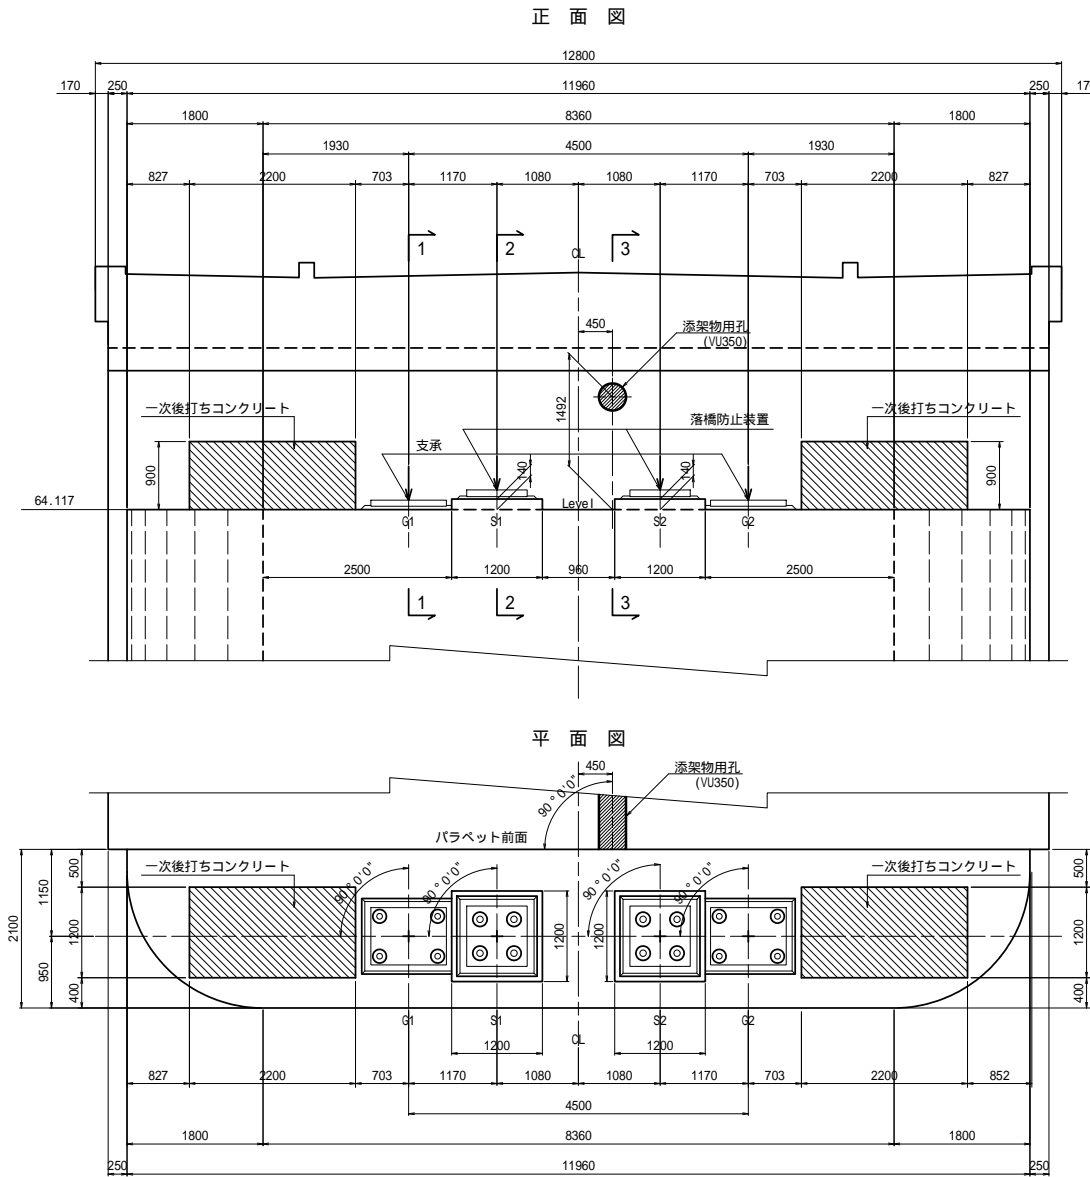 正 面 図
12800
170 250 11960 250 17
1800 8360 1800
1930 4500 1930
827 2200 703 1170 1080 1080 1170 703 2200 827
1 2 3
CL
450
添架物用孔
(VU350)
1492
一次後打ちコンクリート
落橋防止装置
一次後打ちコンクリート
支承
900
140
140
900
64.117
Level
G1 S1 S2 G2
2500 1200 960 1200 2500
1 2 3
平 面 図
450
添架物用孔
(VU350)
90°0'0"
パラペット前面
一次後打ちコンクリート
90°0'0" 90°0'0" 90°0'0" 90°0'0"
一次後打ちコンクリート
2100
1150
950
500
1200
400
1200
1200
500
1200
400
G1 S1 S2 G2
CL
1200 1200
827 2200 703 1170 1080 1080 1170 703 2200 852
4500
1800 8360 1800
250 11960 250